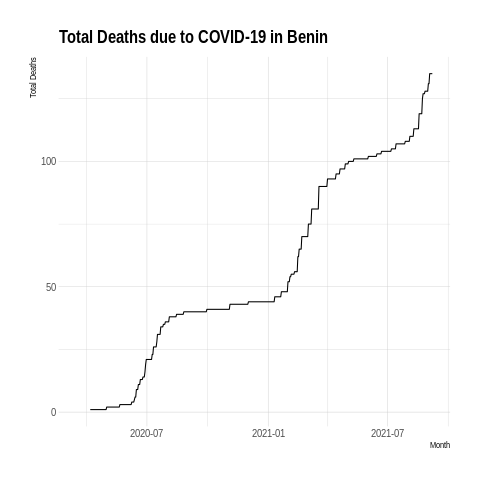 Total Deaths due to COVID-19 in Benin
Total Deaths
100
50
0
2020-07
2021-01
2021-07
Month